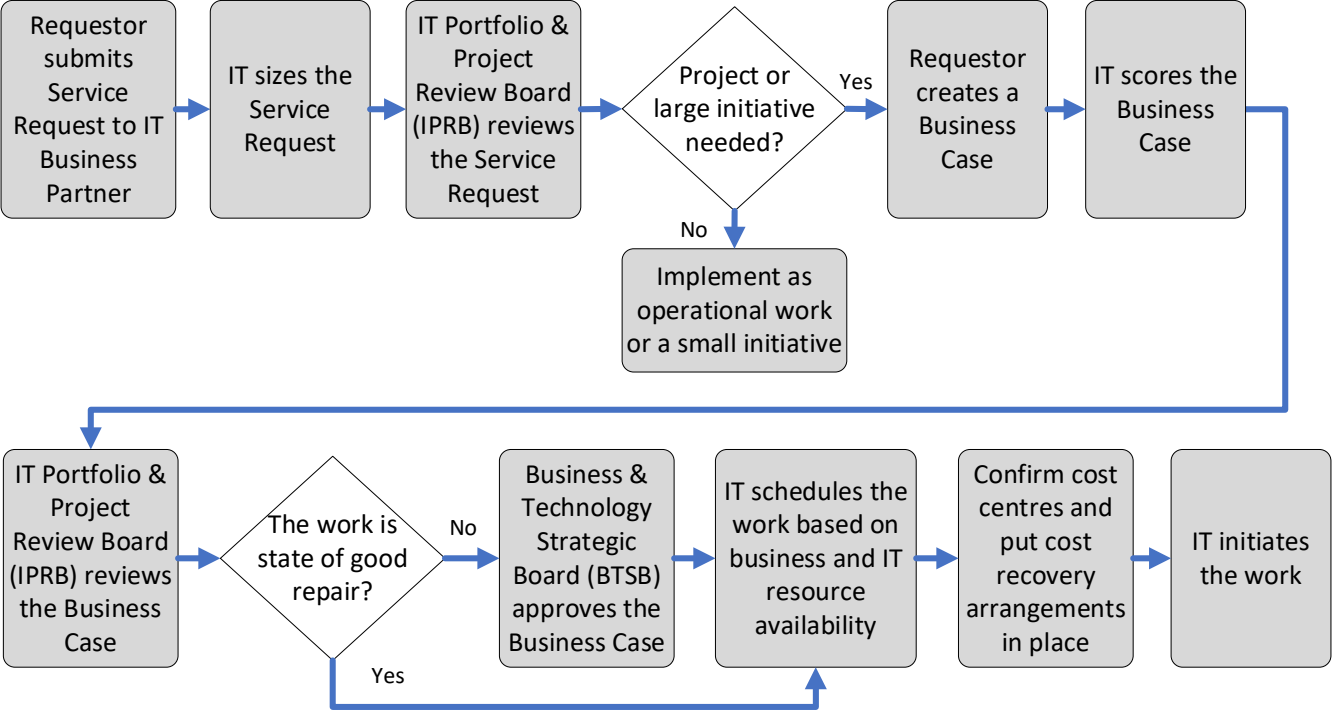 Requestor
submits
Service
Request to IT
Business
Partner
IT sizes the
Service
Request
IT Portfolio &
Project
Review Board
(IPRB) reviews
the Service
Request
Project or
large initiative
needed?
Yes
No
Implement as
operational work
or a small initiative
Requestor
creates a
Business
Case
IT scores the
Business
Case
IT Portfolio &
Project
Review Board
(IPRB) reviews
the Business
Case
The work is
state of good
repair?
No
Yes
Business &
Technology
Strategic
Board (BTSB)
approves the
Business Case
IT schedules the
work based on
business and IT
resource
availability
Confirm cost
centres and
put cost
recovery
arrangements
in place
IT initiates
the work